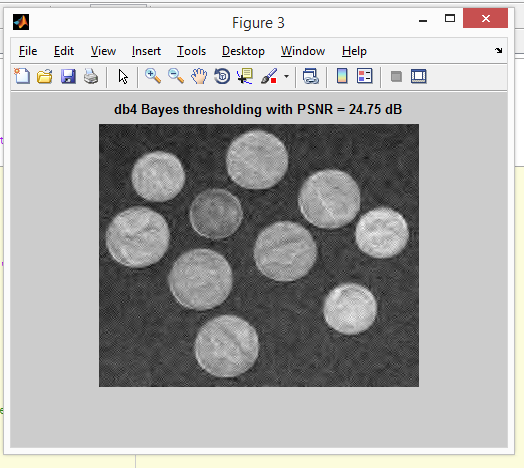 Figure 3
File Edit View Insert Tools Desktop Window Help
db4 Bayes thresholding with PSNR = 24.75 dB